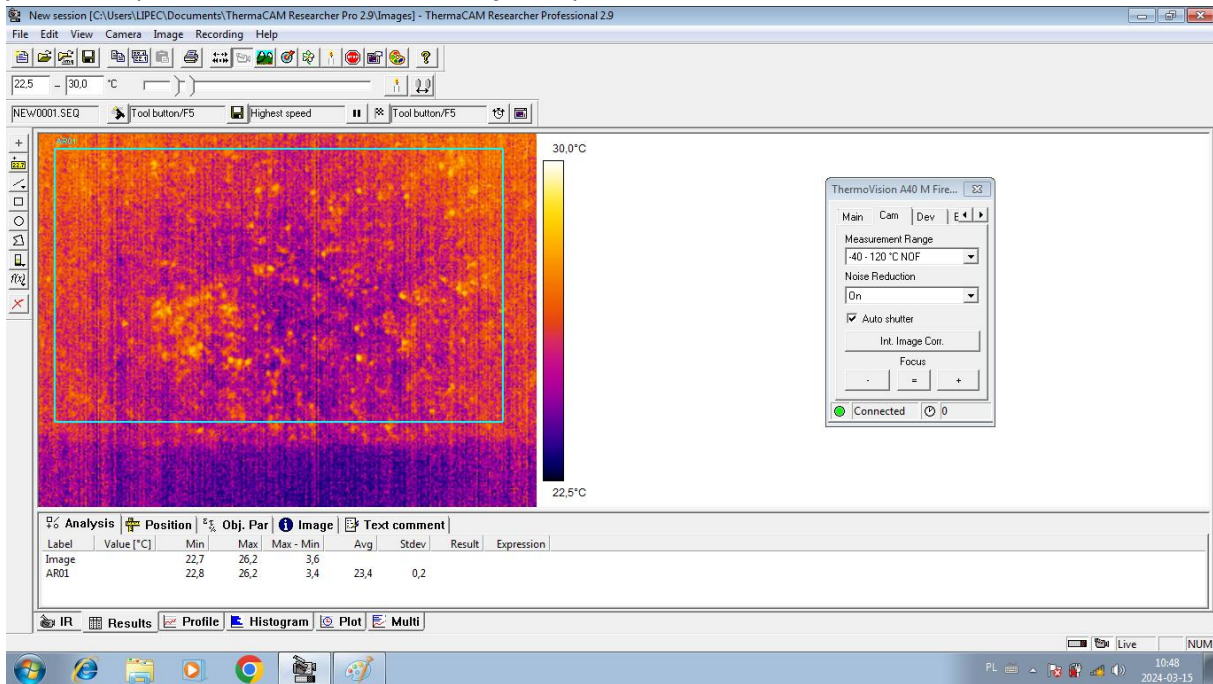 New session [C:\Users\LIPEC\Documents\ThermaCAM Researcher Pro 2.9\Images] - ThermaCAM Researcher Professional 2.9
File Edit View Camera Image Recording Help
22,5 - 30,0 °C
NEW0001.SEQ Tool button/F5 Highest speed Tool button/F5
AR01
30,0°C
22,5°C
ThermoVision A40 M Fire...
Main Cam Dev E
Measurement Range
-40 - 120 °C NOF
Noise Reduction
On
Auto shutter
Int. Image Corr.
Focus
- = +
Connected 0
Analysis Position Obj. Par Image Text comment
Label Value [°C] Min Max Max - Min Avg Stdev Result Expression
Image 22,7 26,2 3,6
AR01 22,8 26,2 3,4 23,4 0,2
IR Results Profile Histogram Plot Multi
Live NUM
PL 10:48
2024-03-15